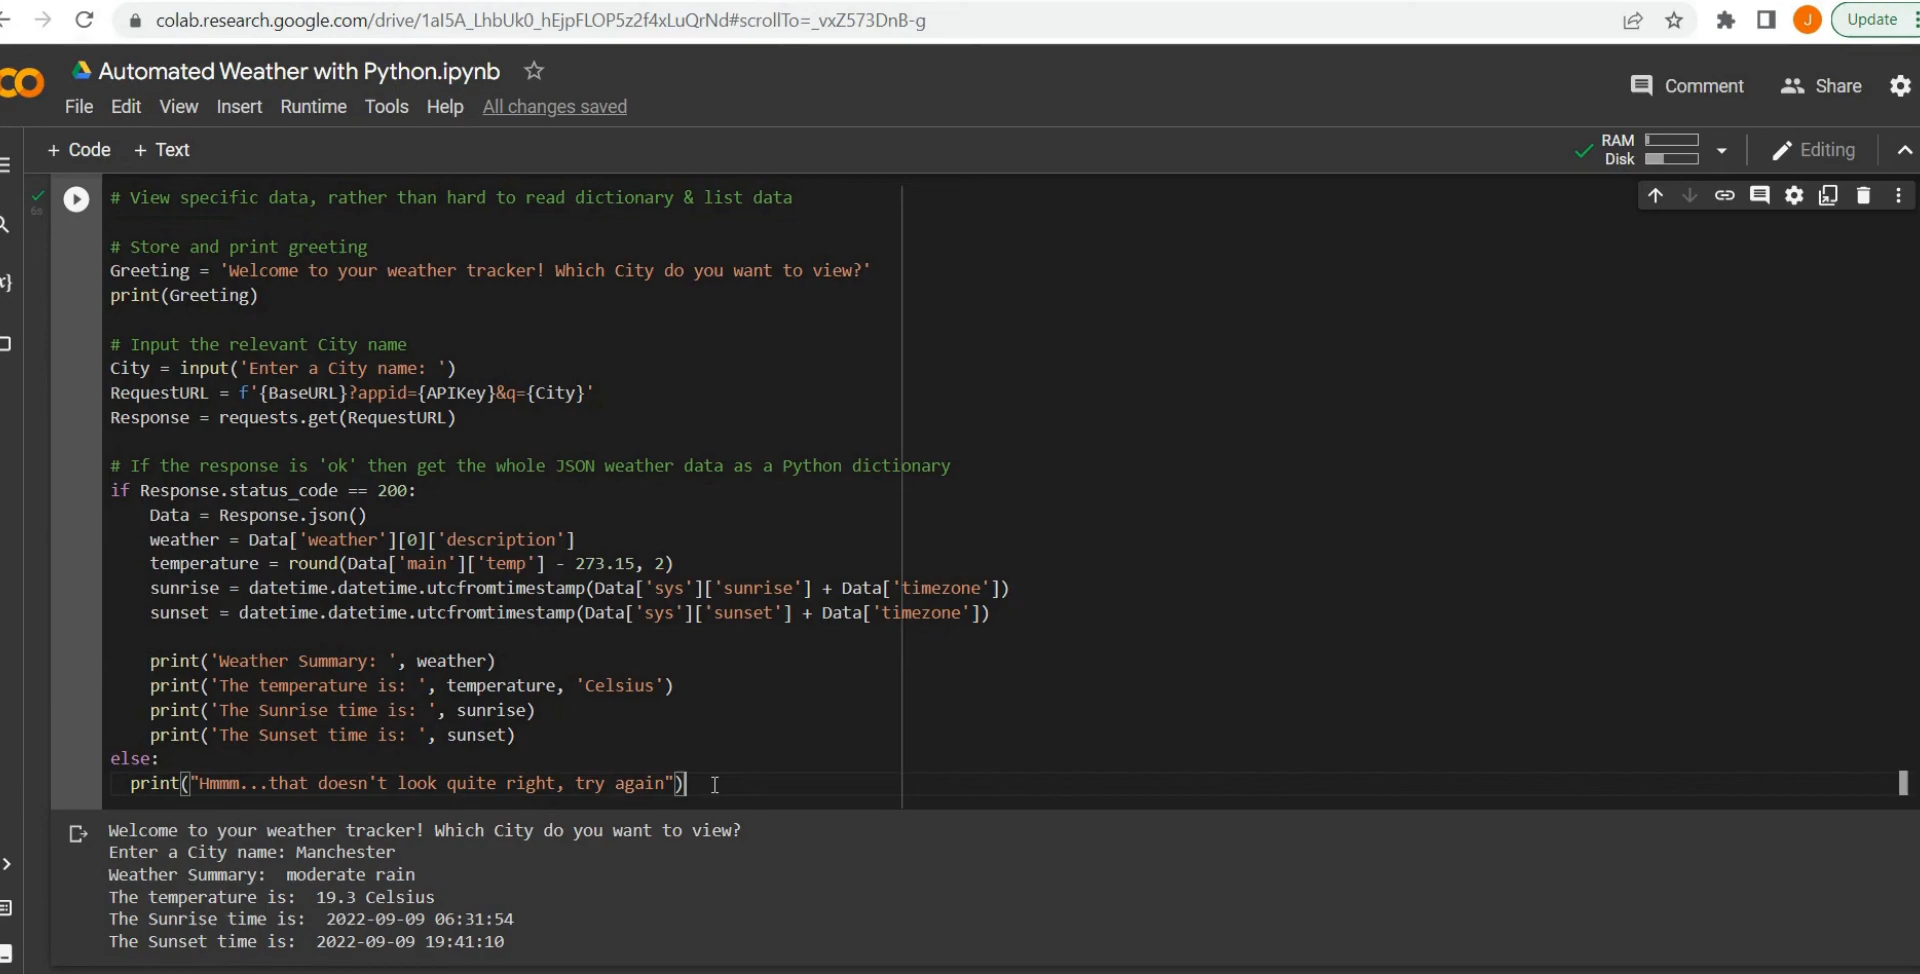 colab.research.google.com/drive/1aI5A_LhbUk0_hEjpFLOP5z2f4xLuQrNd#scrollTo=_vxZ573DnB-g
J
Update
Automated Weather with Python.ipynb
Comment
Share
File Edit View Insert Runtime Tools Help All changes saved
+ Code + Text
RAM
Disk
Editing
6s
# View specific data, rather than hard to read dictionary & list data
# Store and print greeting
Greeting = 'Welcome to your weather tracker! Which City do you want to view?'
print(Greeting)
# Input the relevant City name
City = input('Enter a City name: ')
RequestURL = f'{BaseURL}?appid={APIKey}&q={City}'
Response = requests.get(RequestURL)
# If the response is 'ok' then get the whole JSON weather data as a Python dictionary
if Response.status_code == 200:
    Data = Response.json()
    weather = Data['weather'][0]['description']
    temperature = round(Data['main']['temp'] - 273.15, 2)
    sunrise = datetime.datetime.utcfromtimestamp(Data['sys']['sunrise'] + Data['timezone'])
    sunset = datetime.datetime.utcfromtimestamp(Data['sys']['sunset'] + Data['timezone'])
    print('Weather Summary: ', weather)
    print('The temperature is: ', temperature, 'Celsius')
    print('The Sunrise time is: ', sunrise)
    print('The Sunset time is: ', sunset)
else:
  print("Hmmm...that doesn't look quite right, try again")
Welcome to your weather tracker! Which City do you want to view?
Enter a City name: Manchester
Weather Summary:  moderate rain
The temperature is:  19.3 Celsius
The Sunrise time is:  2022-09-09 06:31:54
The Sunset time is:  2022-09-09 19:41:10